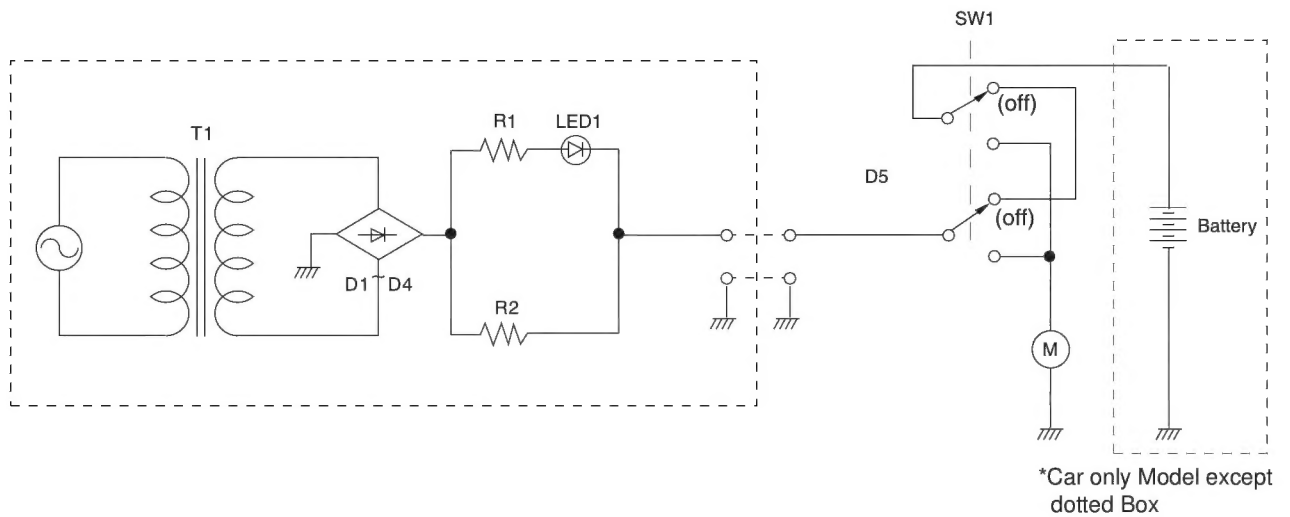 SW1
T1
R1
LED1
(off)
D5
(off)
Battery
D1~D4
R2
M
*Car only Model except
dotted Box